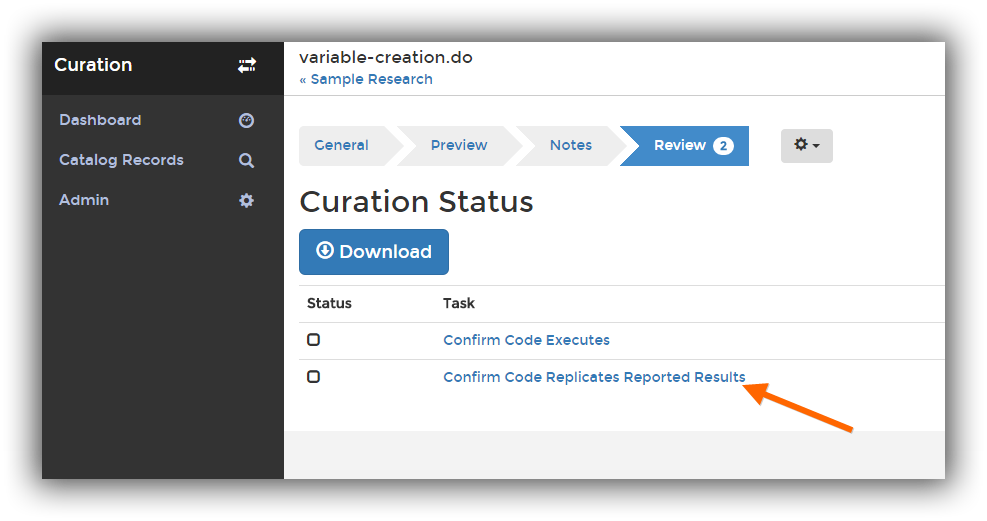 Curation
Dashboard
Catalog Records
Admin
variable-creation.do
« Sample Research
General
Preview
Notes
Review 2
Curation Status
Download
Status Task
Confirm Code Executes
Confirm Code Replicates Reported Results